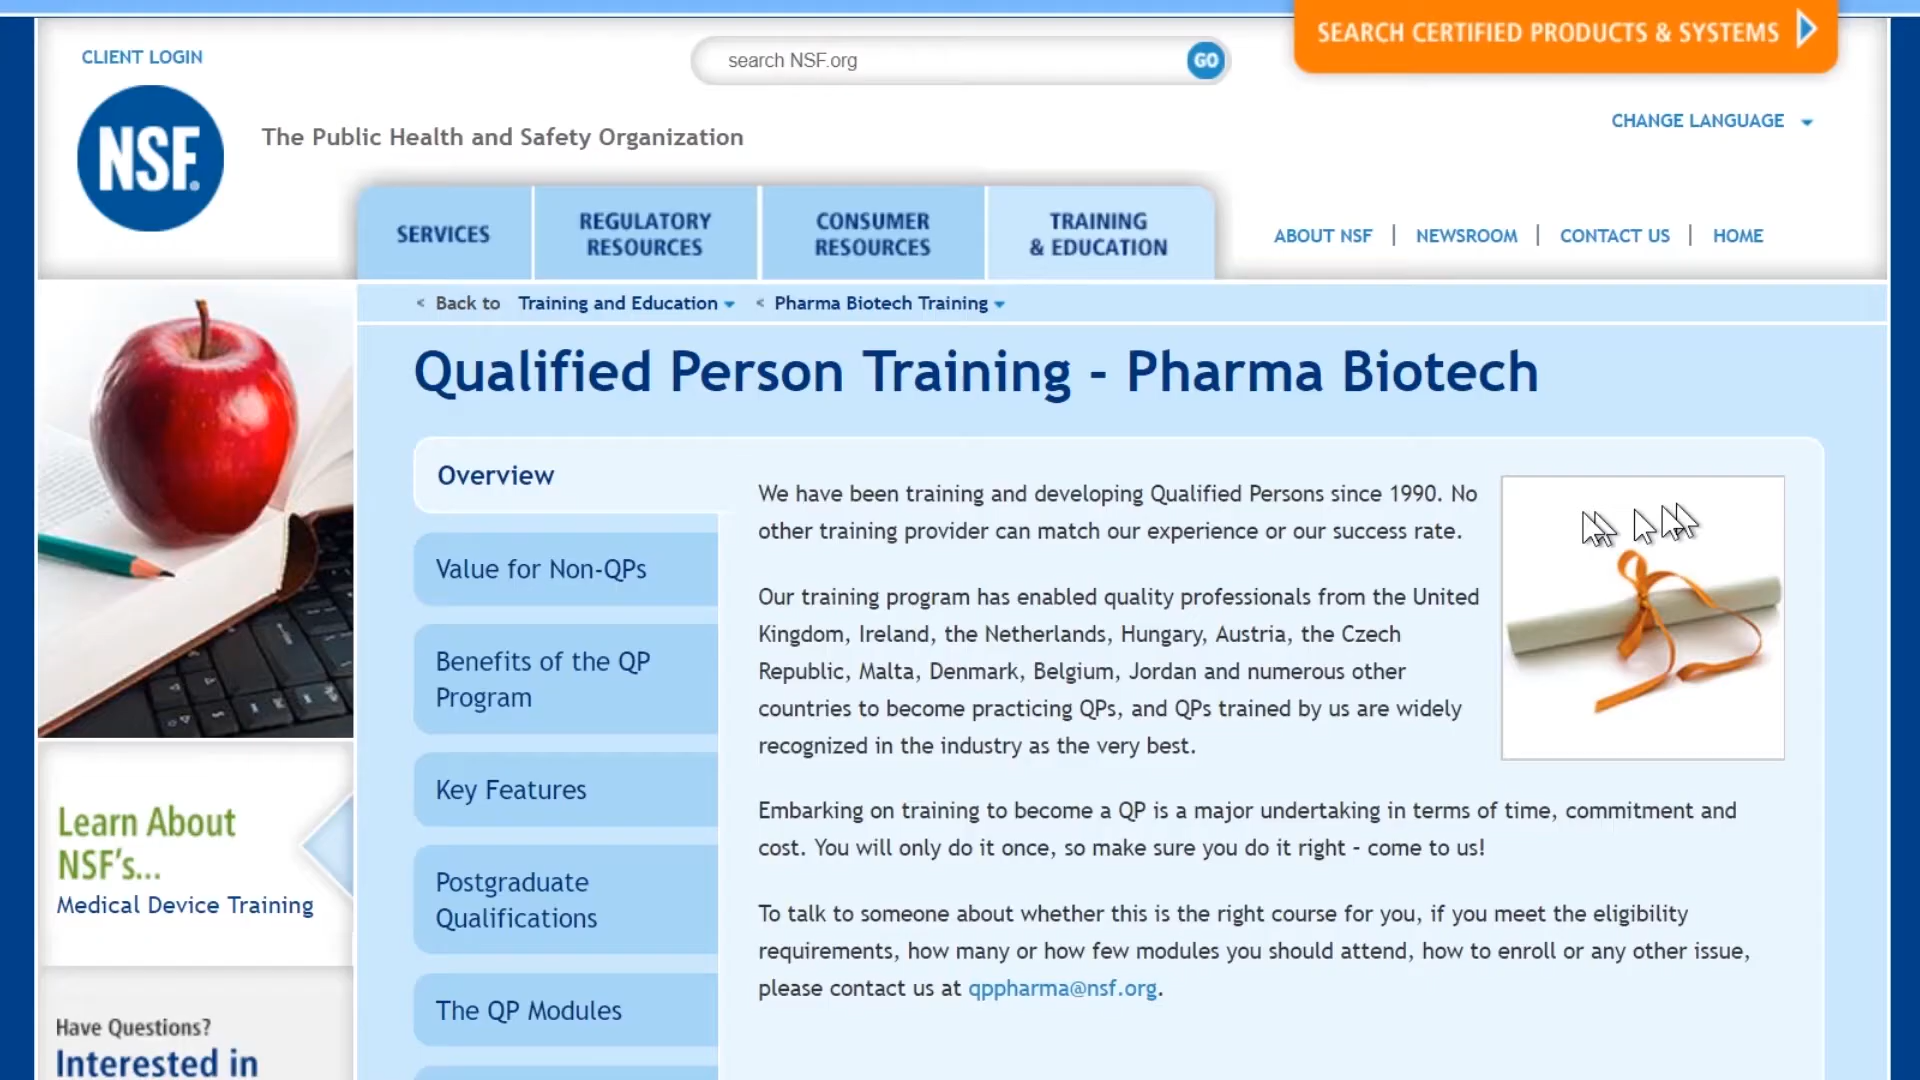 CLIENT LOGIN
search NSF.org
GO
SEARCH CERTIFIED PRODUCTS & SYSTEMS
CHANGE LANGUAGE
NSF.
The Public Health and Safety Organization
SERVICES
REGULATORY
RESOURCES
CONSUMER
RESOURCES
TRAINING
& EDUCATION
ABOUT NSF | NEWSROOM | CONTACT US | HOME
< Back to Training and Education < Pharma Biotech Training
Qualified Person Training - Pharma Biotech
Overview
Value for Non-QPs
Benefits of the QP
Program
Key Features
Postgraduate
Qualifications
The QP Modules
We have been training and developing Qualified Persons since 1990. No
other training provider can match our experience or our success rate.
Our training program has enabled quality professionals from the United
Kingdom, Ireland, the Netherlands, Hungary, Austria, the Czech
Republic, Malta, Denmark, Belgium, Jordan and numerous other
countries to become practicing QPs, and QPs trained by us are widely
recognized in the industry as the very best.
Embarking on training to become a QP is a major undertaking in terms of time, commitment and
cost. You will only do it once, so make sure you do it right - come to us!
To talk to someone about whether this is the right course for you, if you meet the eligibility
requirements, how many or how few modules you should attend, how to enroll or any other issue,
please contact us at qppharma@nsf.org.
Learn About
NSF's...
Medical Device Training
Have Questions?
Interested in